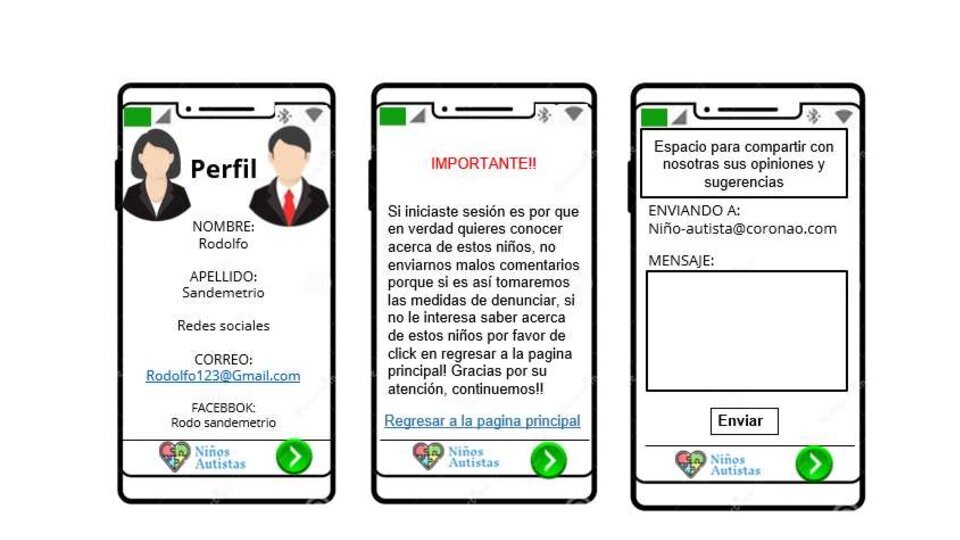 Perfil
NOMBRE:
Rodolfo
APELLIDO:
Sandemetrio
Redes sociales
CORREO:
Rodolfo123@Gmail.com
FACEBBOK:
Rodo sandemetrio
Niños
Autistas
IMPORTANTE!!
Si iniciaste sesión es por que
en verdad quieres conocer
acerca de estos niños, no
enviarnos malos comentarios
porque si es así tomaremos
las medidas de denunciar, si
no le interesa saber acerca
de estos niños por favor de
click en regresar a la pagina
principal! Gracias por su
atención, continuemos!!
Regresar a la pagina principal
Niños
Autistas
Espacio para compartir con
nosotras sus opiniones y
sugerencias
ENVIANDO A:
Niño-autista@coronao.com
MENSAJE:
Enviar
Niños
Autistas